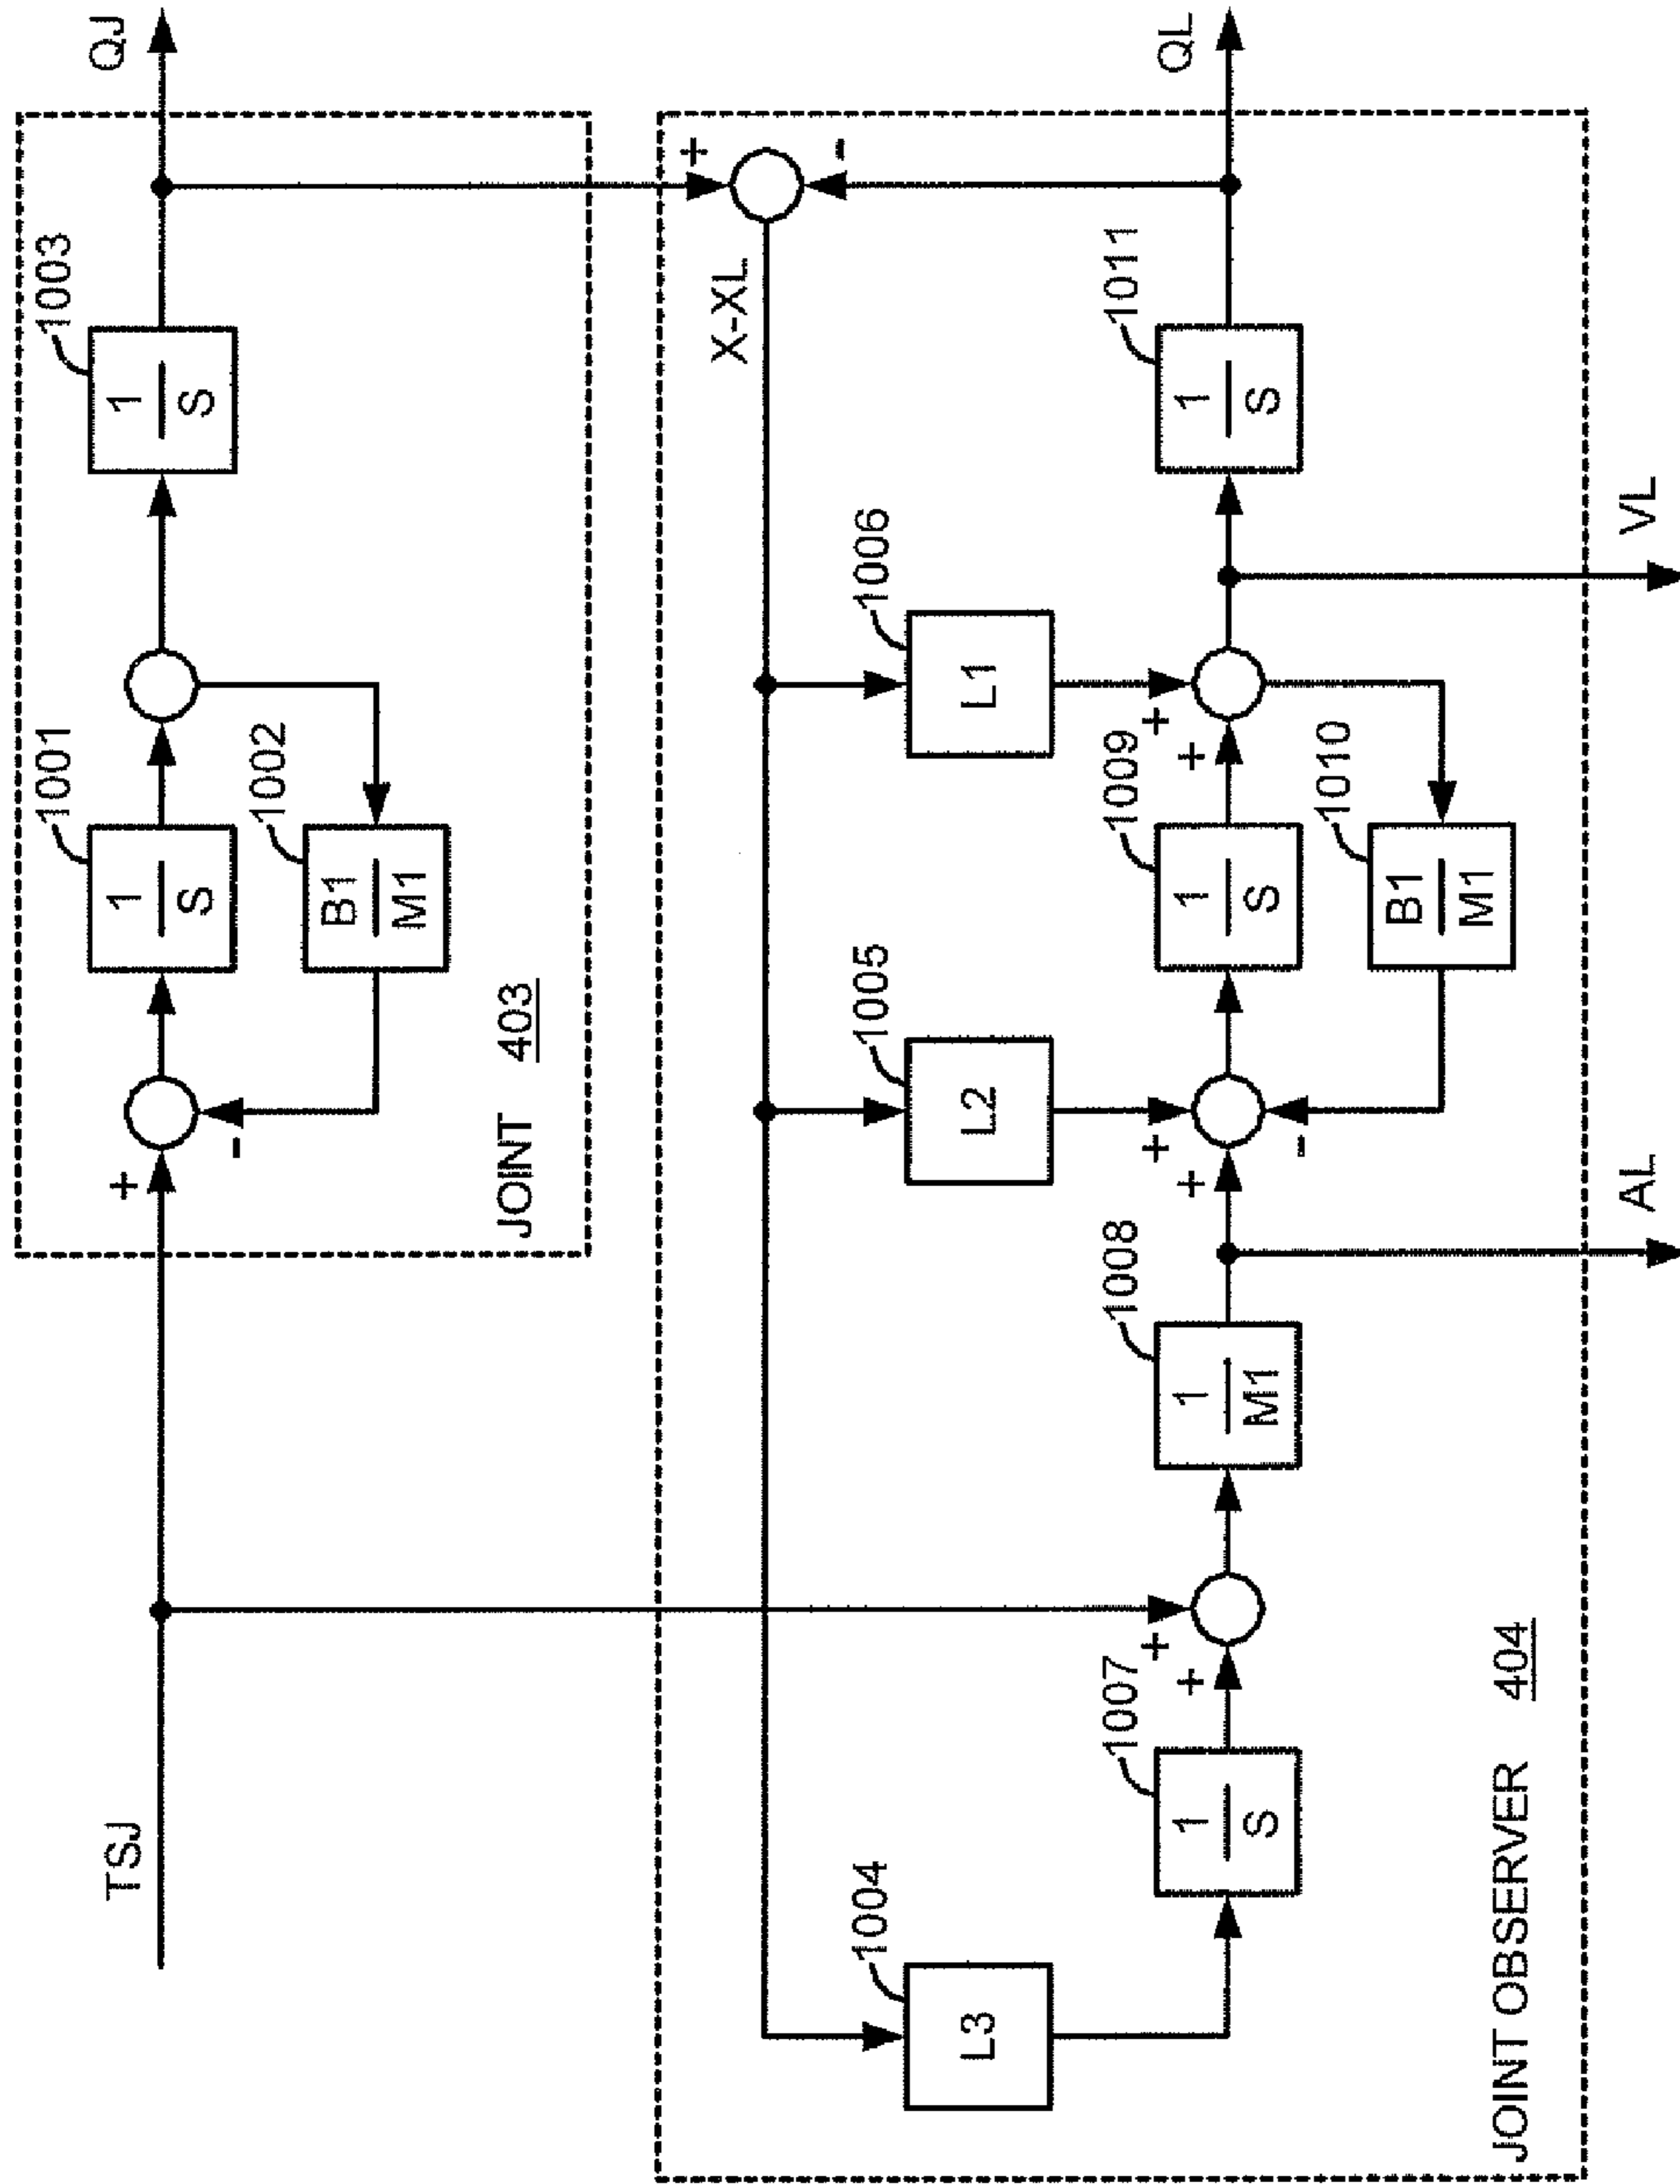 TSJ
+
-
1001
1
S
1002
B1
M1
1003
1
S
QJ
JOINT 403
+
-
X-XL
1004
L3
1005
L2
1006
L1
1007
1
S
+
+
1008
1
M1
+
+
-
1009
1
S
+
+
1010
B1
M1
1011
1
S
QL
AL
VL
JOINT OBSERVER 404